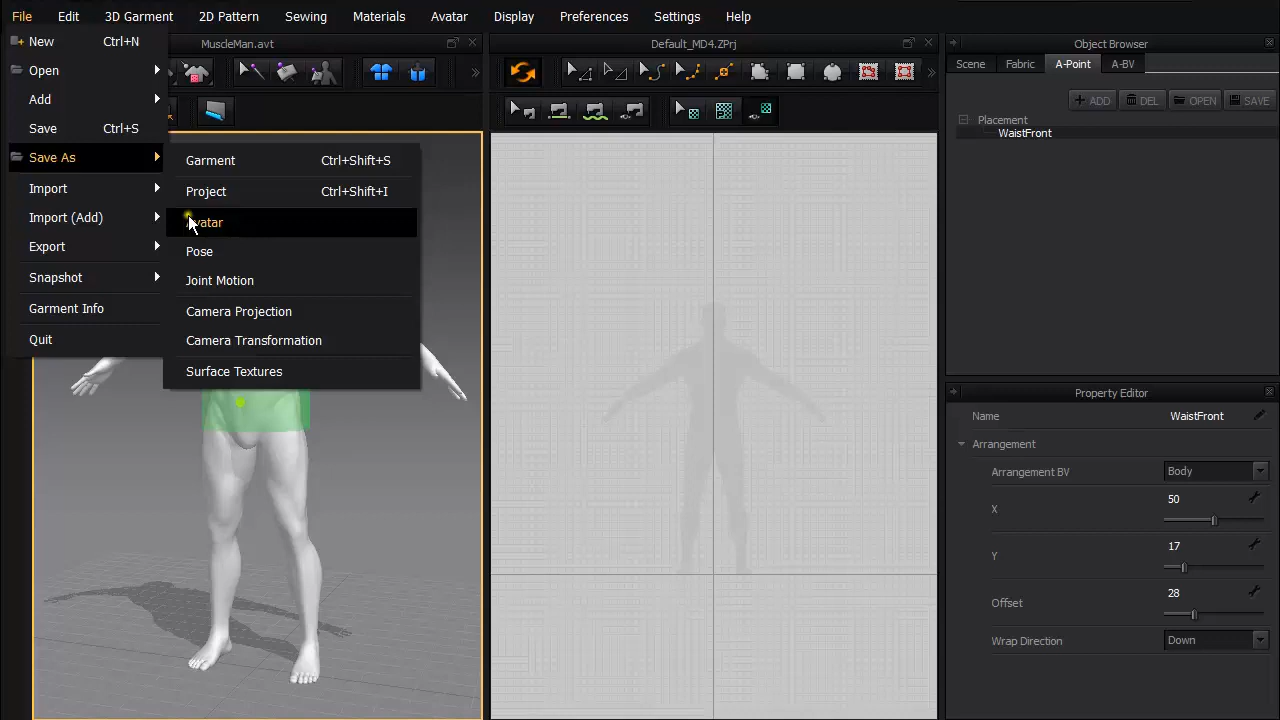 File Edit 3D Garment 2D Pattern Sewing Materials Avatar Display Preferences Settings Help
MuscleMan.avt
Default_MD4.ZPrj
Object Browser
New Ctrl+N
Open
Add
Save Ctrl+S
Save As
Import
Import (Add)
Export
Snapshot
Garment Info
Quit
Garment Ctrl+Shift+S
Project Ctrl+Shift+I
Avatar
Pose
Joint Motion
Camera Projection
Camera Transformation
Surface Textures
Scene Fabric A-Point A-BV
ADD DEL OPEN SAVE
Placement
WaistFront
Property Editor
Name WaistFront
Arrangement
Arrangement BV Body
X 50
Y 17
Offset 28
Wrap Direction Down